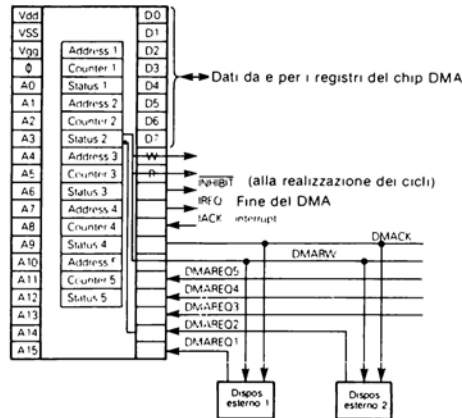 Vdd
VSS
Vgg
Φ
A0
A1
A2
A3
A4
A5
A6
A7
A8
A9
A10
A11
A12
A13
A14
A15
Address 1
Counter 1
Status 1
Address 2
Counter 2
Status 2
Address 3
Counter 3
Status 3
Address 4
Counter 4
Status 4
Address 5
Counter 5
Status 5
D0
D1
D2
D3
D4
D5
D6
D7
W
R
Dati da e per i registri del chip DMA
INHIBIT (alla realizzazione dei cicli)
IREQ Fine del DMA
IACK interrupt
DMACK
DMARW
DMAREQ5
DMAREQ4
DMAREQ3
DMAREQ2
DMAREQ1
Dispos
esterno 1
Dispos
esterno 2